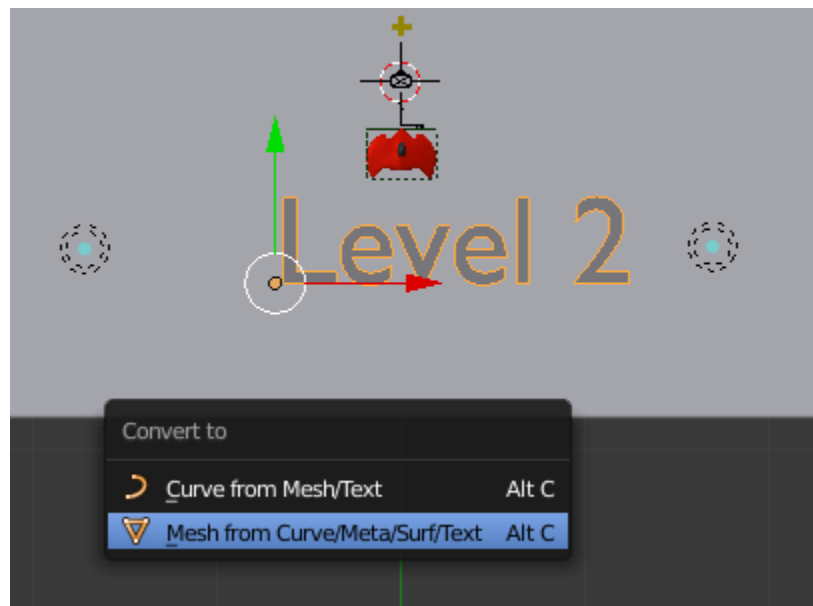 Level 2
Convert to
Curve from Mesh/Text Alt C
Mesh from Curve/Meta/Surf/Text Alt C